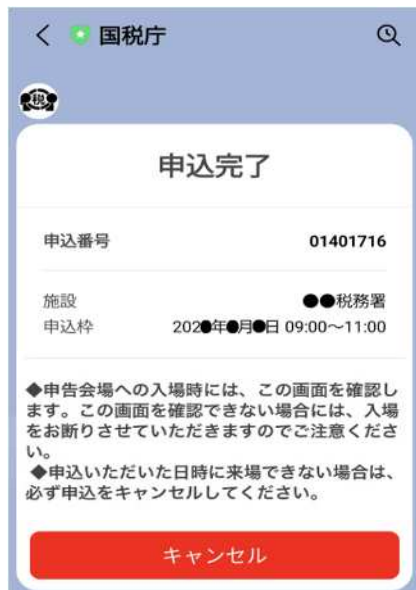 国税庁
税
申込完了
申込番号 01401716
施設 ●●税務署
申込枠 202●年●月●日 09:00～11:00
◆申告会場への入場時には、この画面を確認し
ます。この画面を確認できない場合には、入場
をお断りさせていただきますのでご注意くださ
い。
◆申込いただいた日時に来場できない場合は、
必ず申込をキャンセルしてください。
キャンセル